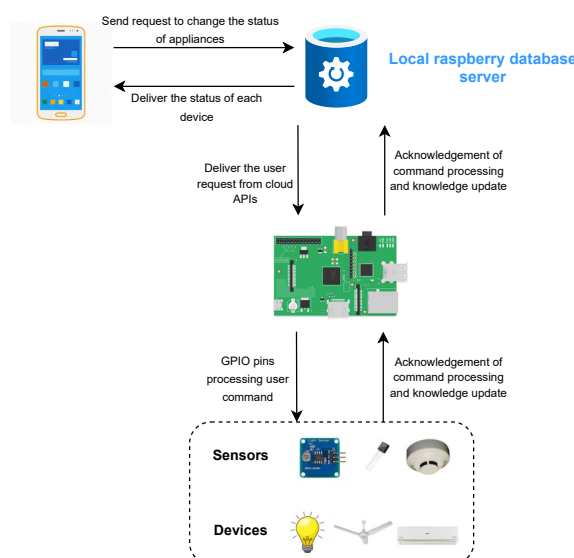 Send request to change the status
of appliances
Local raspberry database
server
Deliver the status of each
device
Deliver the user
request from cloud
APIs
Acknowledgement of
command processing
and knowledge update
GPIO pins
processing user
command
Acknowledgement of
command processing
and knowledge update
Sensors
Devices